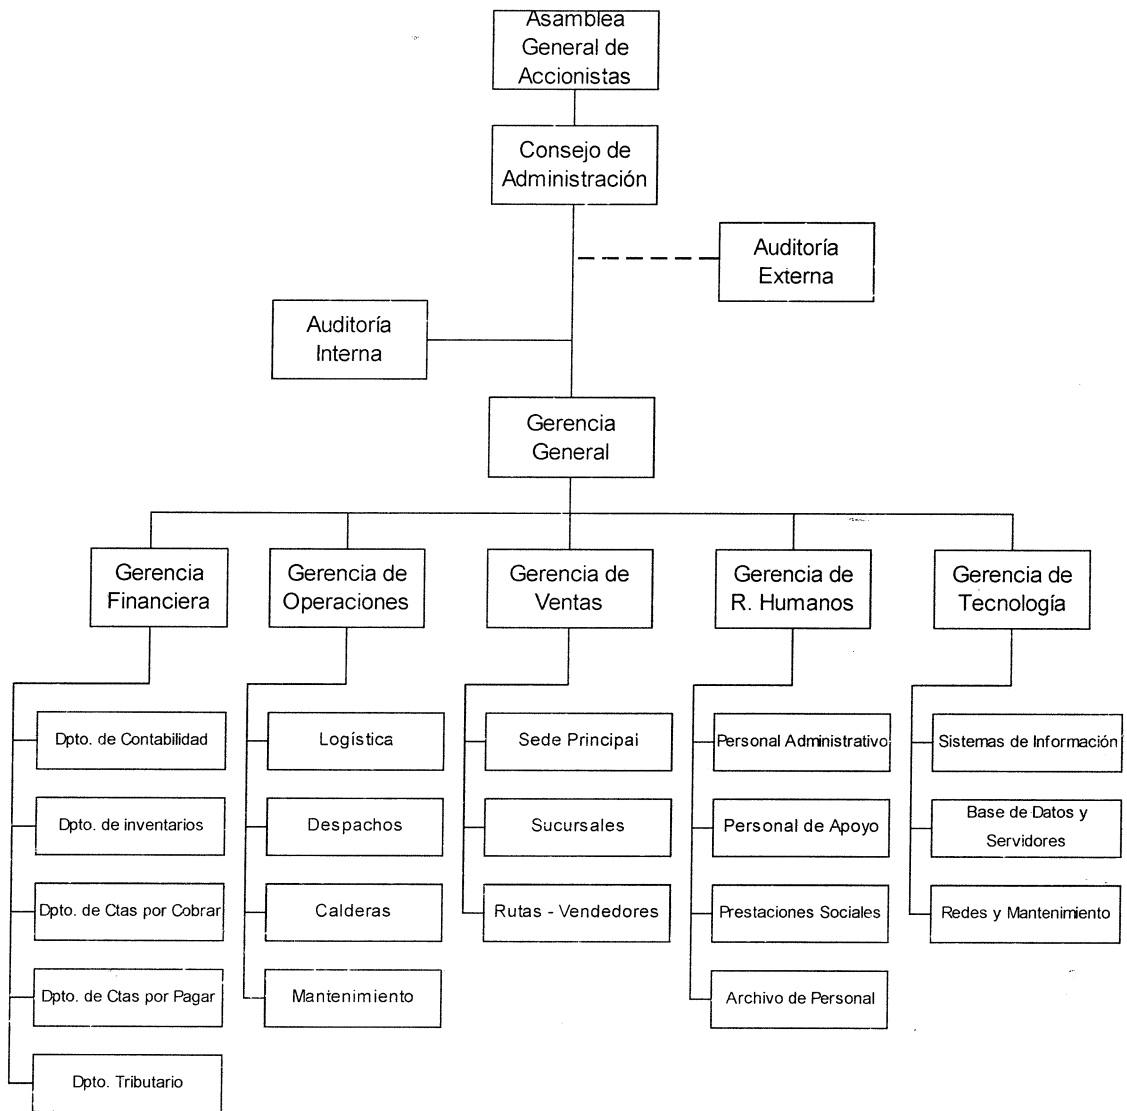 Asamblea
General de
Accionistas
Consejo de
Administración
Auditoría
Externa
Auditoría
Interna
Gerencia
General
Gerencia
Financiera
Gerencia de
Operaciones
Gerencia de
Ventas
Gerencia de
R. Humanos
Gerencia de
Tecnología
Dpto. de Contabilidad
Dpto. de inventarios
Dpto. de Ctas por Cobrar
Dpto. de Ctas por Pagar
Dpto. Tributario
Logística
Despachos
Calderas
Mantenimiento
Sede Principal
Sucursales
Rutas - Vendedores
Personal Administrativo
Personal de Apoyo
Prestaciones Sociales
Archivo de Personal
Sistemas de Información
Base de Datos y
Servidores
Redes y Mantenimiento